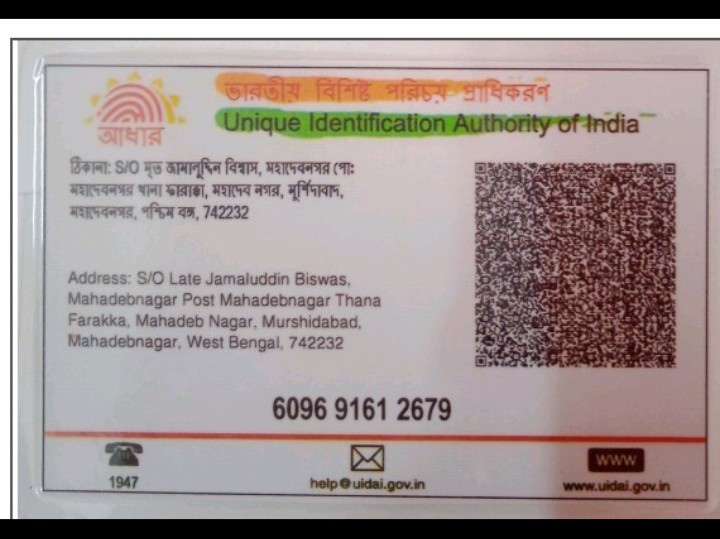 ভারতীয় বিশিষ্ট পরিচয় প্রাধিকরণ
Unique Identification Authority of India
আধার
ঠিকানা: S/O মৃত জামালুদ্দিন বিশ্বাস, মহাদেবনগর পোঃ
মহাদেবনগর থানা ফারাক্কা, মহাদেব নগর, মূর্শিদাবাদ,
মহাদেবনগর, পশ্চিম বঙ্গ, 742232
Address: S/O Late Jamaluddin Biswas,
Mahadebnagar Post Mahadebnagar Thana
Farakka, Mahadeb Nagar, Murshidabad,
Mahadebnagar, West Bengal, 742232
6096 9161 2679
1947
help@uidai.gov.in
www
www.uidai.gov.in